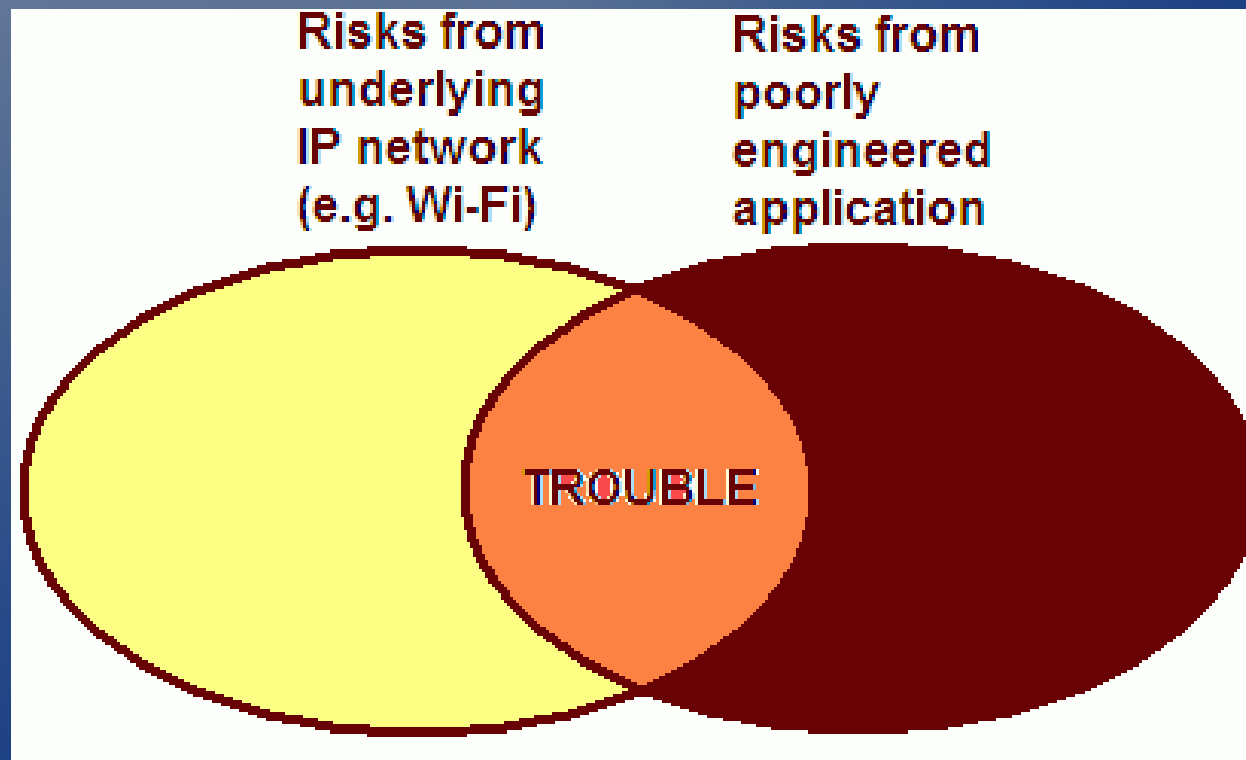 Risks from
underlying
IP network
(e.g. Wi-Fi)
Risks from
poorly
engineered
application
TROUBLE